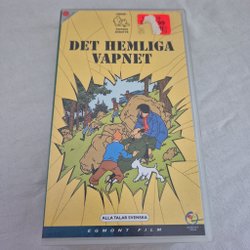 DET HEMLIGA
VAPNET
ALLA TALAR SVENSKA
EGMONT FILM